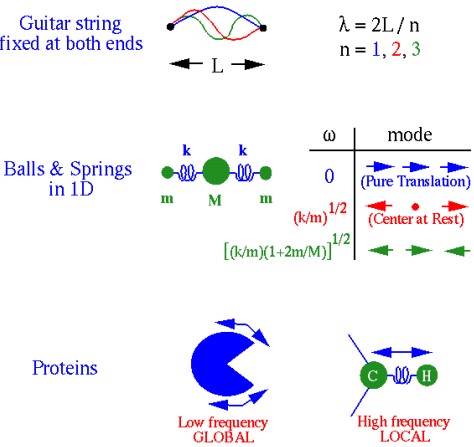 Guitar string
fixed at both ends
λ = 2L / n
n = 1, 2, 3
L
Balls & Springs
in 1D
k k
m M m
ω mode
0 (Pure Translation)
(k/m)^1/2 (Center at Rest)
[(k/m)(1+2m/M)]^1/2
Proteins
C H
Low frequency
GLOBAL
High frequency
LOCAL